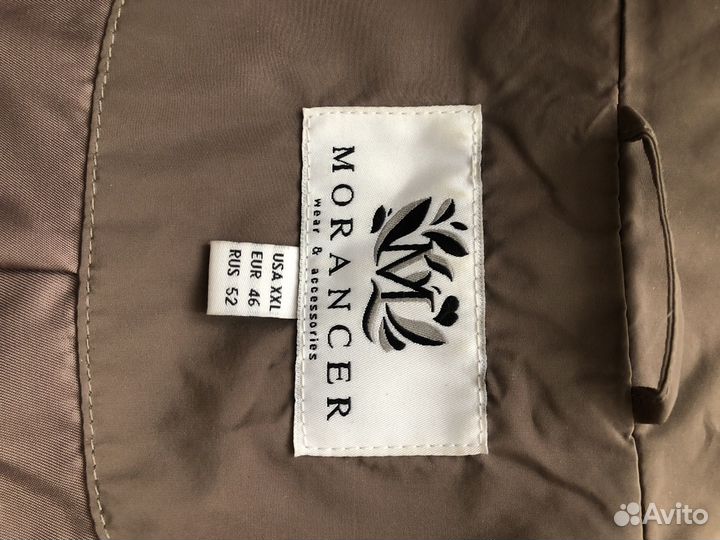 MORANCER
wear & accessories
USA XXL
EUR 46
RUS 52
Avito